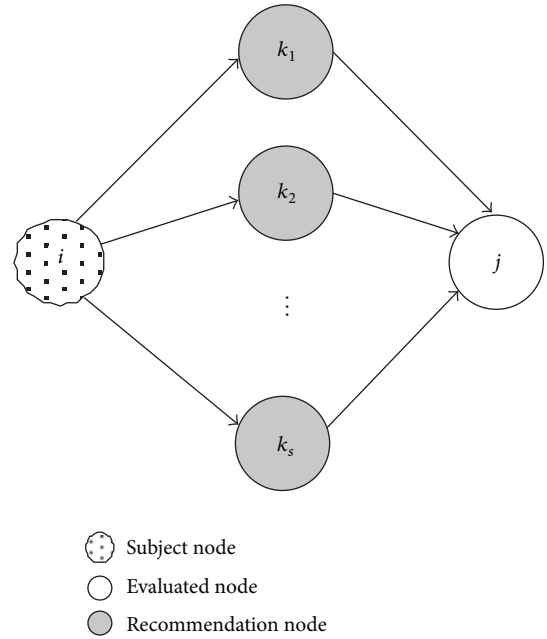 k₁
k₂
i
j
⋮
kₛ
Subject node
Evaluated node
Recommendation node